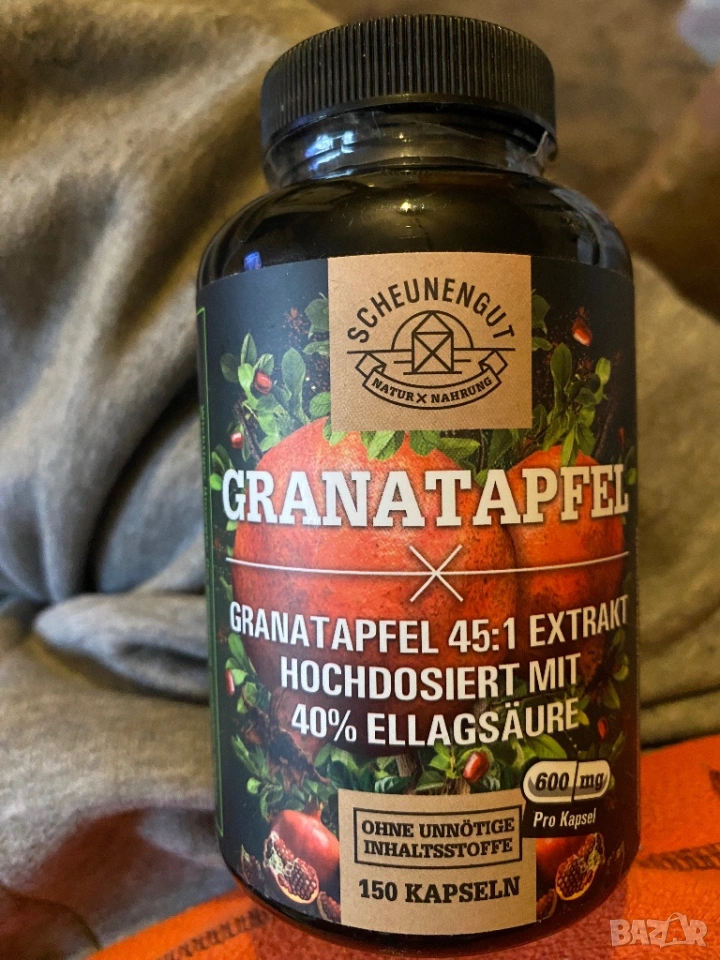 SCHEUNENGUT
NATUR X NAHRUNG
GRANATAPFEL
GRANATAPFEL 45:1 EXTRAKT
HOCHDOSIERT MIT
40% ELLAGSÄURE
600 mg
Pro Kapsel
OHNE UNNÖTIGE
INHALTSSTOFFE
150 KAPSELN
BAZAR